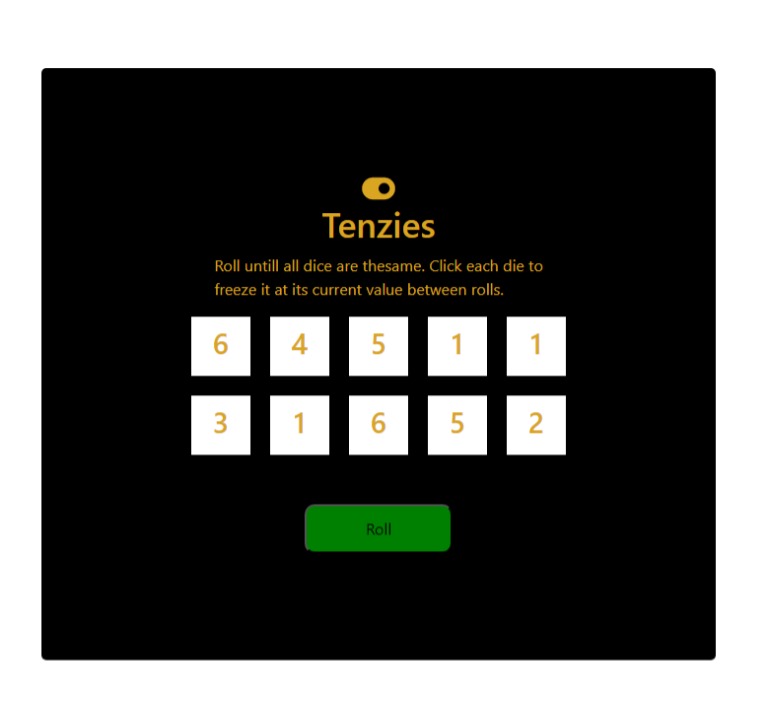 Tenzies
Roll untill all dice are thesame. Click each die to
freeze it at its current value between rolls.
6 4 5 1 1
3 1 6 5 2
Roll